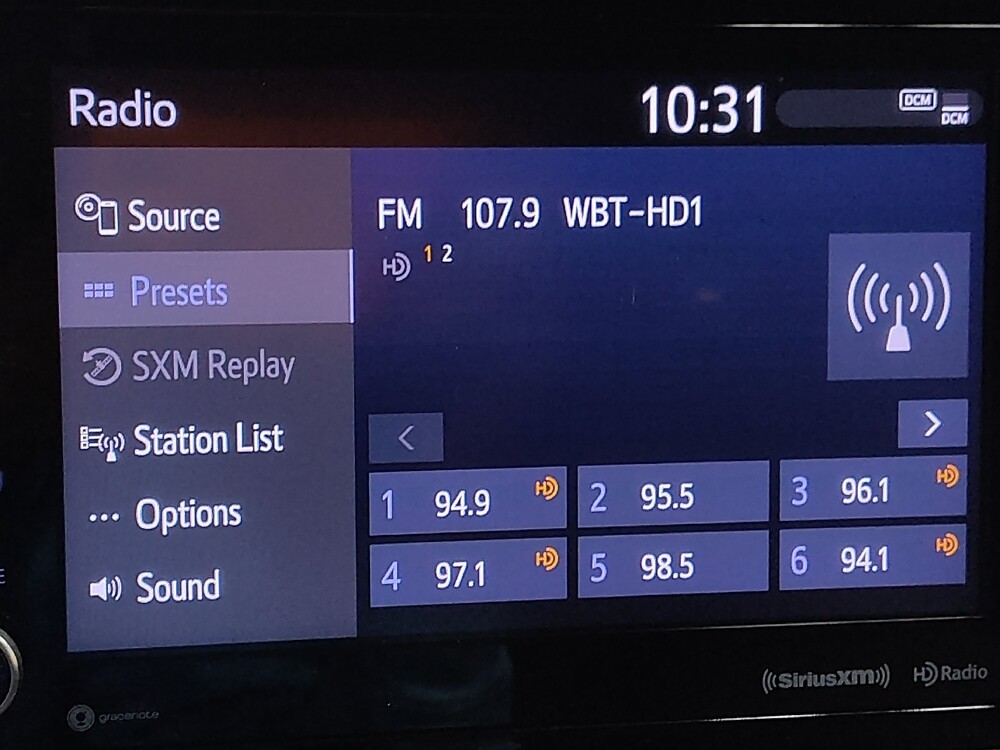 Radio
10:31
DCM
DCM
Source
Presets
SXM Replay
Station List
... Options
Sound
FM 107.9 WBT-HD1
HD 1 2
<
>
1 94.9 HD
2 95.5
3 96.1 HD
4 97.1 HD
5 98.5
6 94.1 HD
((SiriusXM))
HD Radio
gracenote
E